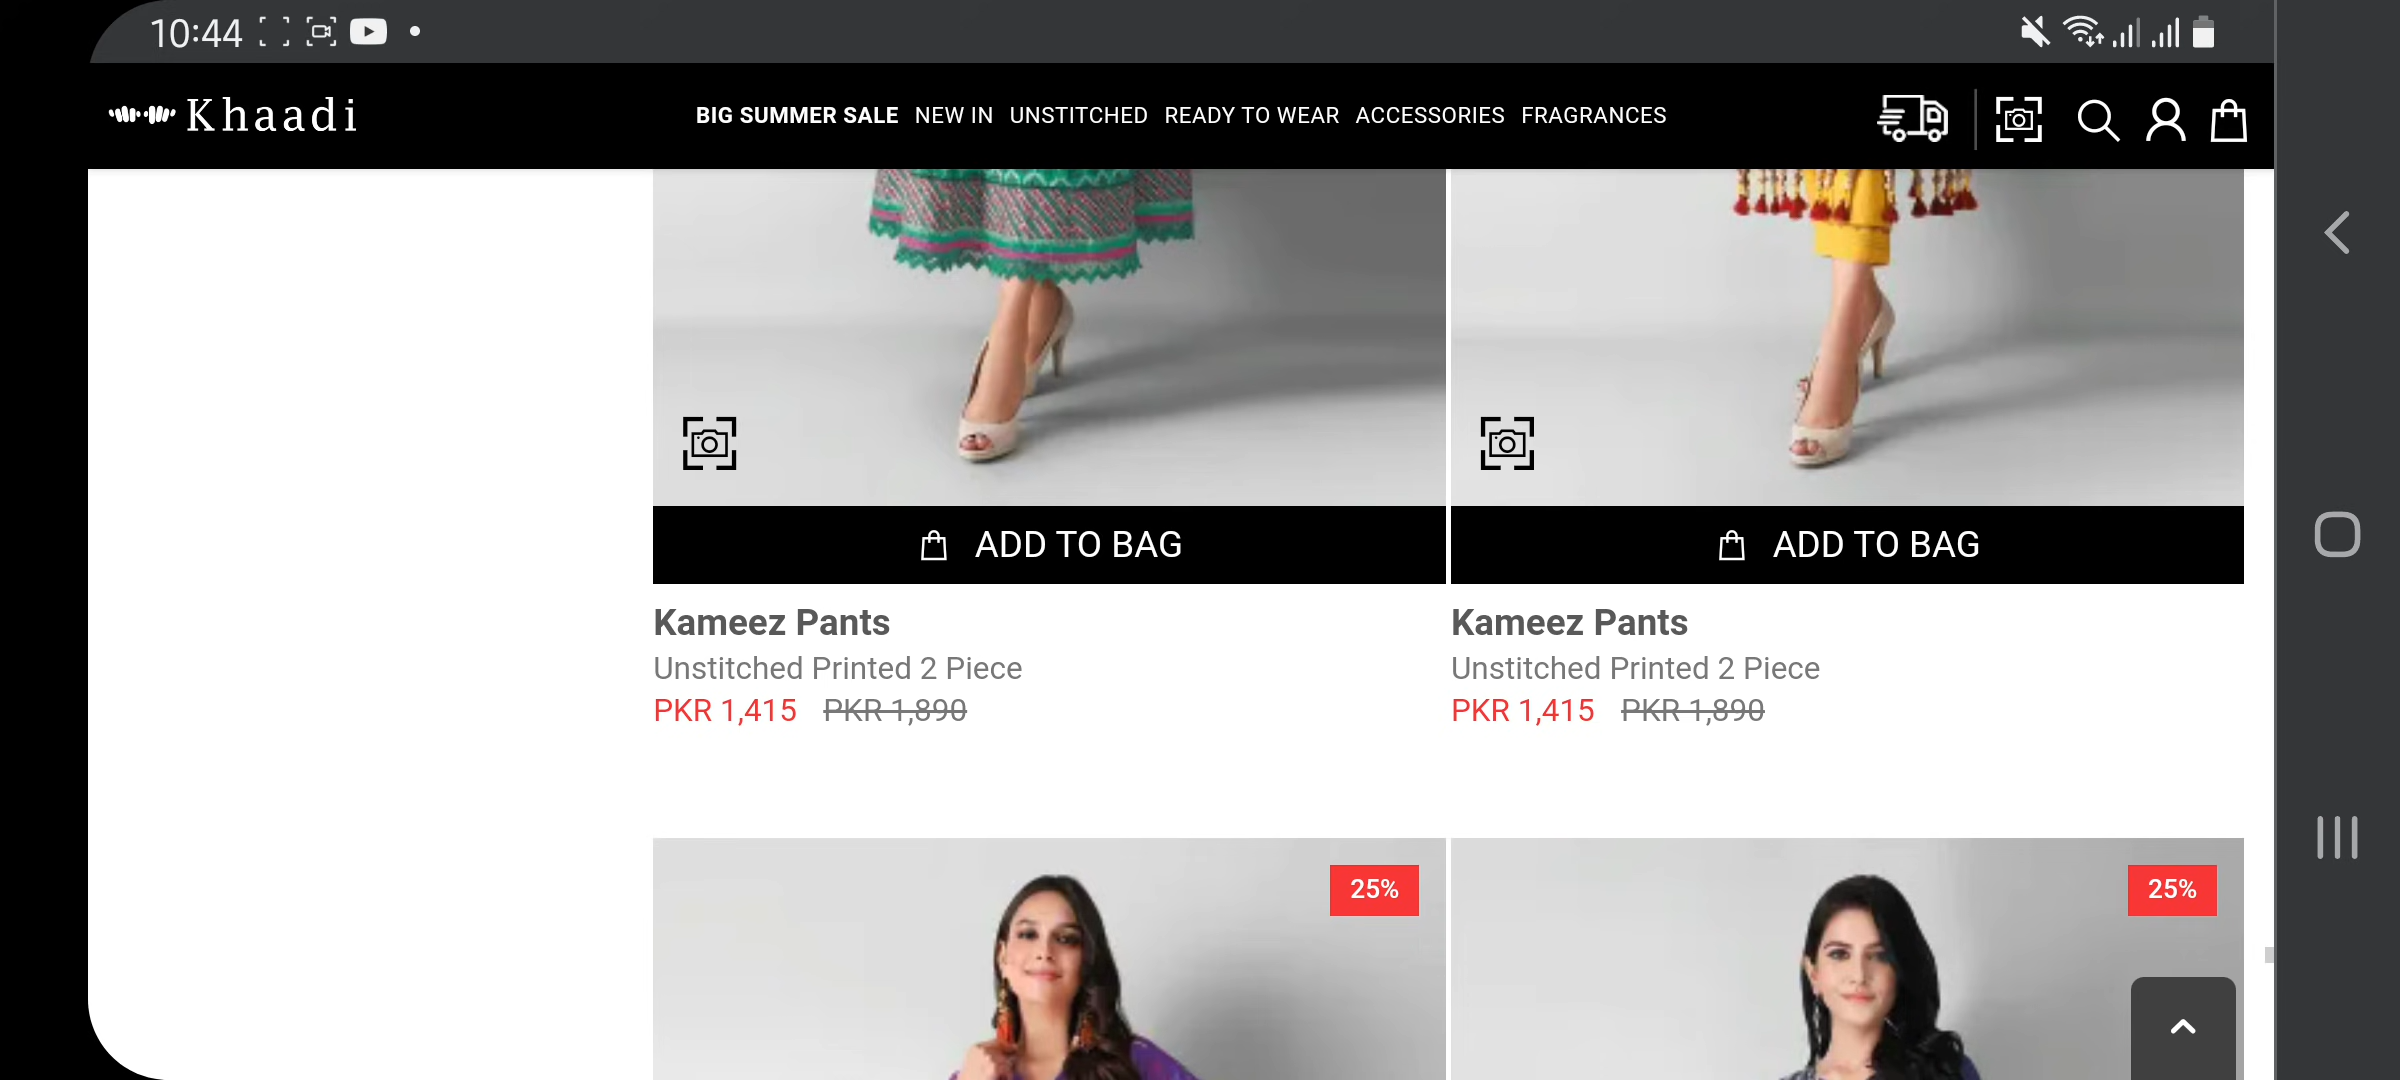 10:44
Khaadi
BIG SUMMER SALE NEW IN UNSTITCHED READY TO WEAR ACCESSORIES FRAGRANCES
ADD TO BAG
Kameez Pants
Unstitched Printed 2 Piece
PKR 1,415 PKR 1,890
ADD TO BAG
Kameez Pants
Unstitched Printed 2 Piece
PKR 1,415 PKR 1,890
25%
25%